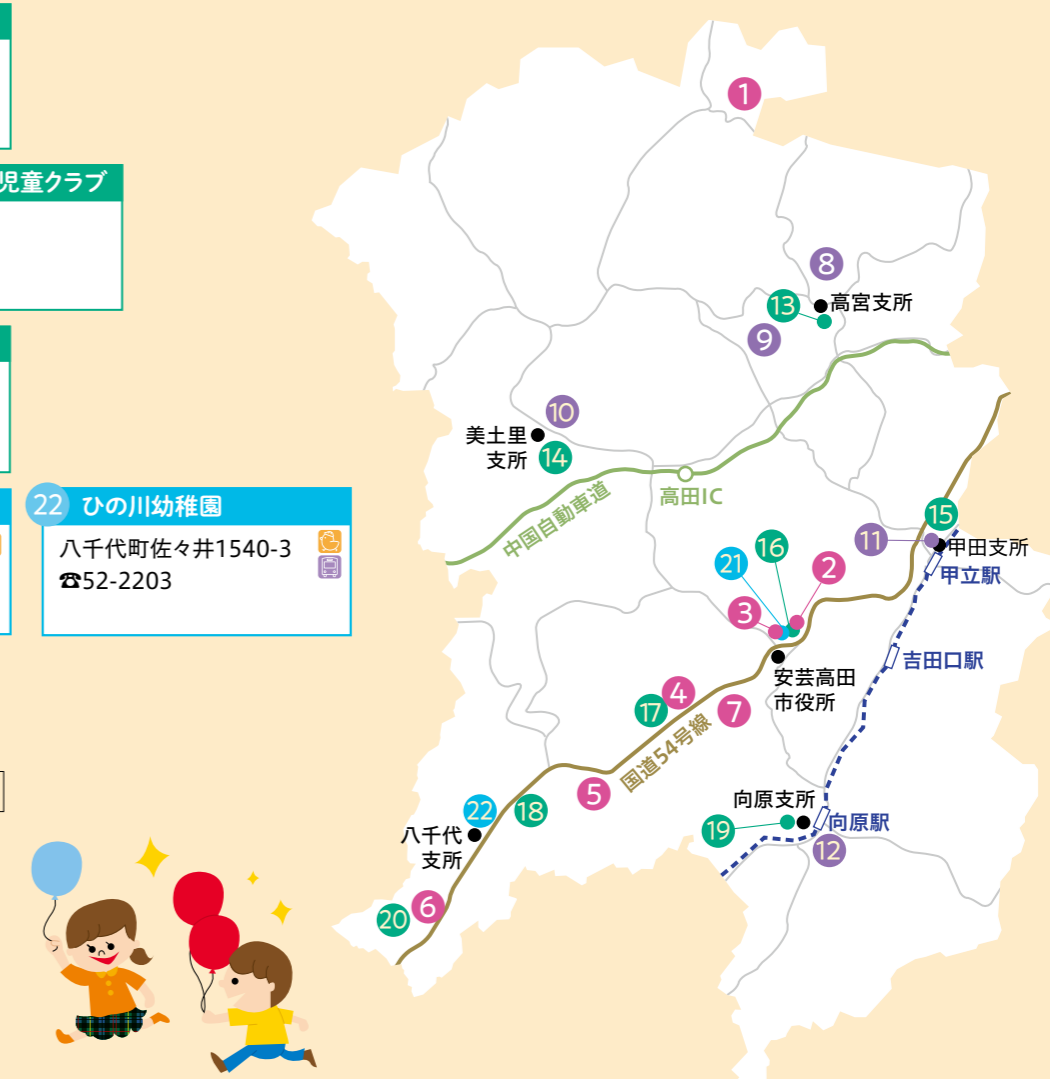 児童クラブ
22 ひの川幼稚園
八千代町佐々井1540-3
☎52-2203
1
8
13
高宮支所
9
10
美土里
支所
14
高田IC
中国自動車道
15
11
甲田支所
甲立駅
16
21
2
3
吉田口駅
安芸高田
市役所
4
17
7
国道54号線
5
向原支所
向原駅
19
12
22
18
八千代
支所
6
20